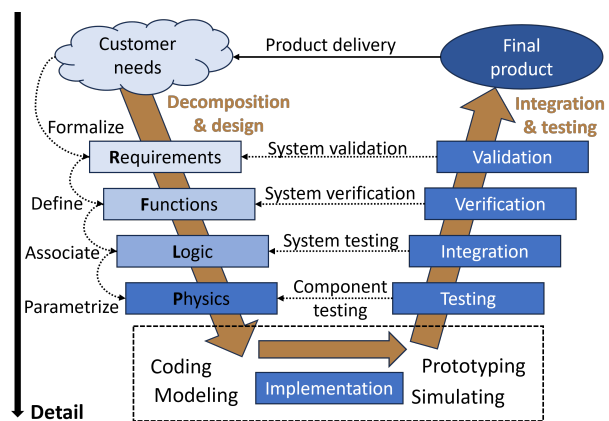 Customer
needs
Product delivery
Final
product
Decomposition
& design
Integration
& testing
Formalize
Requirements
System validation
Validation
Define
Functions
System verification
Verification
Associate
Logic
System testing
Integration
Parametrize
Physics
Component
testing
Testing
Coding
Modeling
Implementation
Prototyping
Simulating
Detail